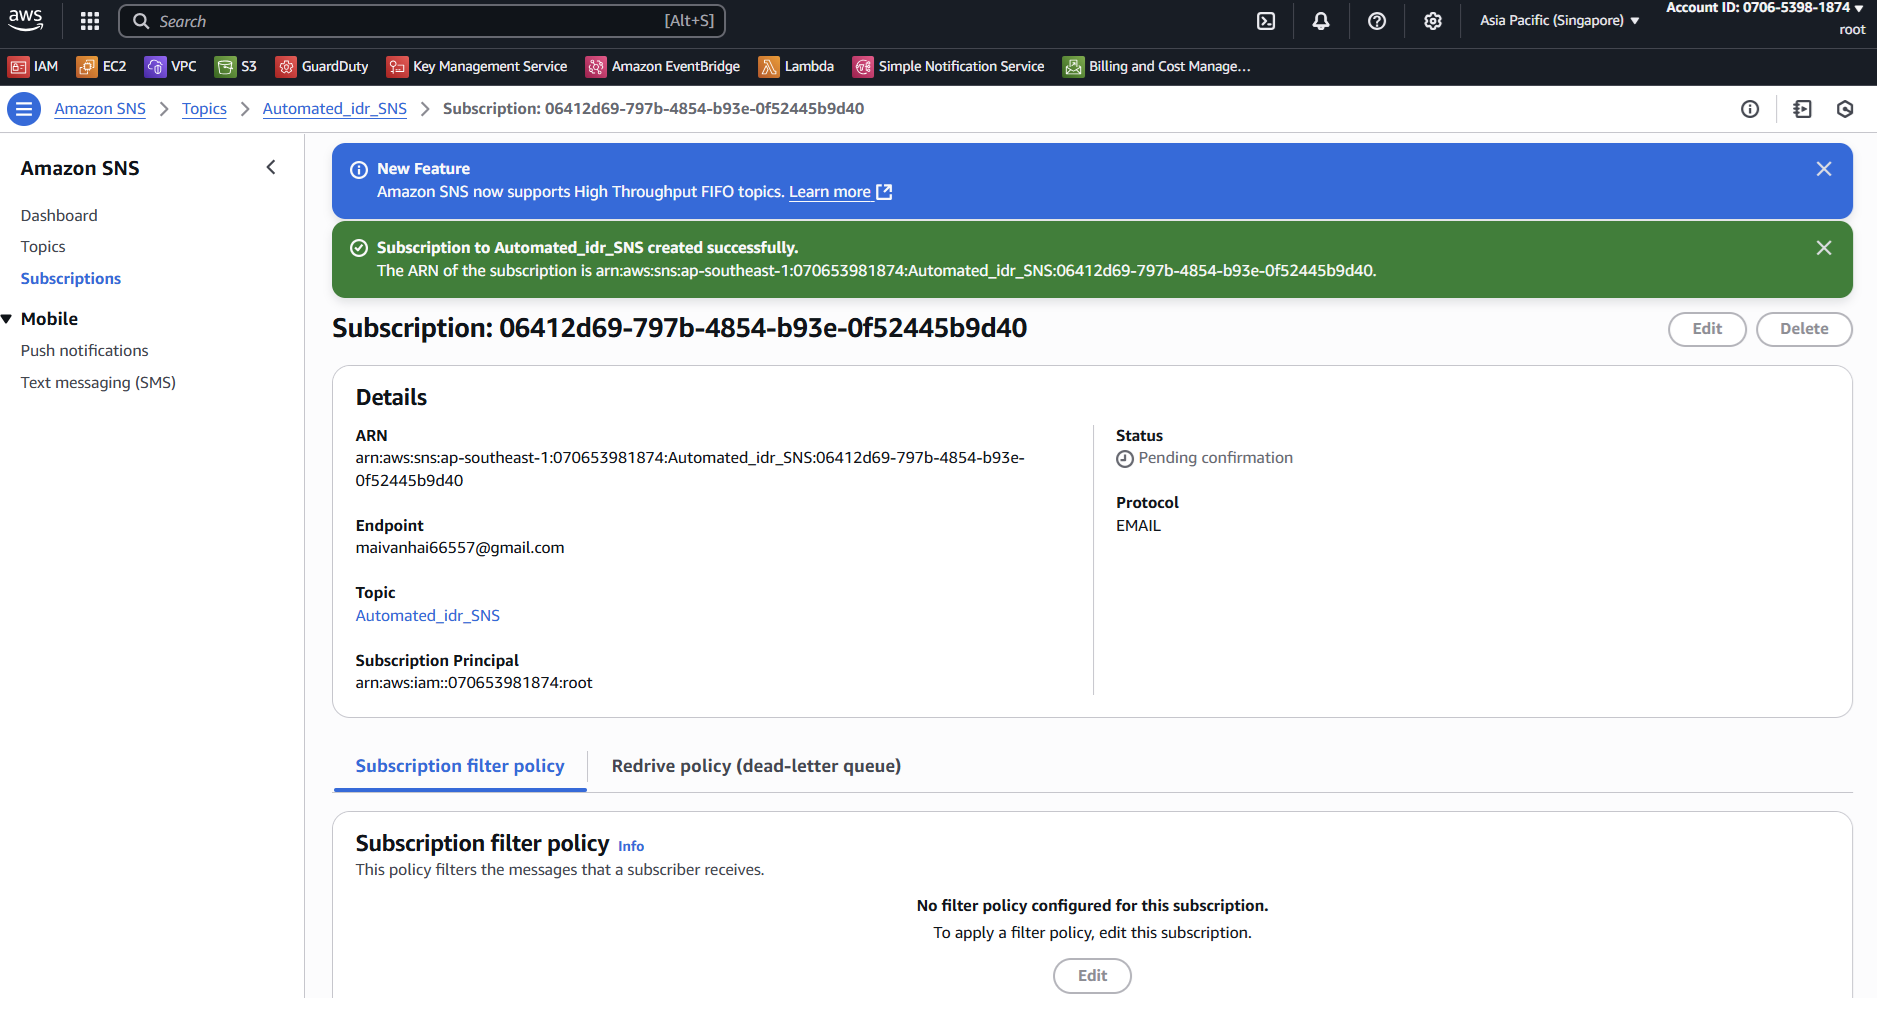 aws
Search [Alt+S]
Asia Pacific (Singapore)
Account ID: 0706-5398-1874
root
IAM EC2 VPC S3 GuardDuty Key Management Service Amazon EventBridge Lambda Simple Notification Service Billing and Cost Manage...
Amazon SNS Topics Automated_idr_SNS Subscription: 06412d69-797b-4854-b93e-0f52445b9d40
Amazon SNS
Dashboard
Topics
Subscriptions
Mobile
Push notifications
Text messaging (SMS)
New Feature
Amazon SNS now supports High Throughput FIFO topics. Learn more
Subscription to Automated_idr_SNS created successfully.
The ARN of the subscription is arn:aws:sns:ap-southeast-1:070653981874:Automated_idr_SNS:06412d69-797b-4854-b93e-0f52445b9d40.
Subscription: 06412d69-797b-4854-b93e-0f52445b9d40
Edit Delete
Details
ARN
arn:aws:sns:ap-southeast-1:070653981874:Automated_idr_SNS:06412d69-797b-4854-b93e-
0f52445b9d40
Endpoint
maivanhai66557@gmail.com
Topic
Automated_idr_SNS
Subscription Principal
arn:aws:iam::070653981874:root
Status
Pending confirmation
Protocol
EMAIL
Subscription filter policy Redrive policy (dead-letter queue)
Subscription filter policy Info
This policy filters the messages that a subscriber receives.
No filter policy configured for this subscription.
To apply a filter policy, edit this subscription.
Edit